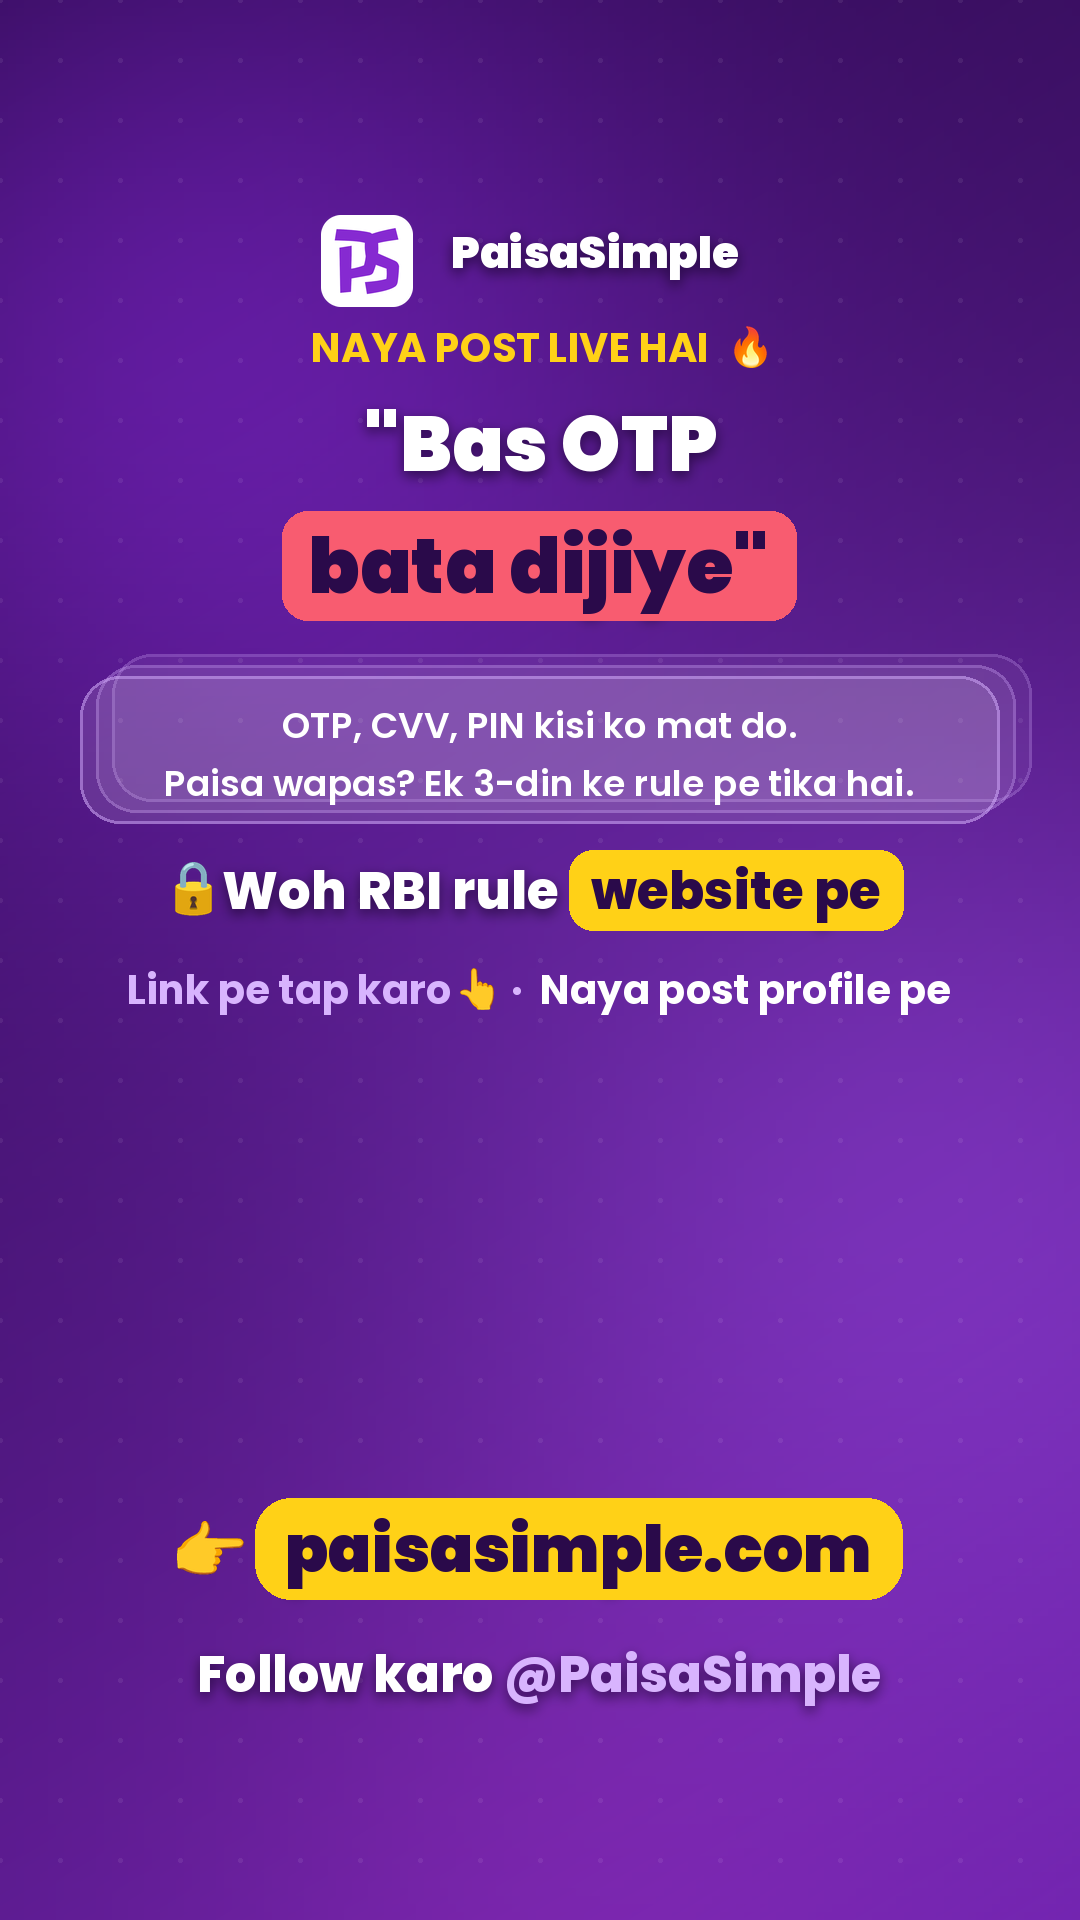 PS PaisaSimple
NAYA POST LIVE HAI 🔥
"Bas OTP
bata dijiye"
OTP, CVV, PIN kisi ko mat do.
Paisa wapas? Ek 3-din ke rule pe tika hai.
🔒Woh RBI rule website pe
Link pe tap karo👆 · Naya post profile pe
👉 paisasimple.com
Follow karo @PaisaSimple